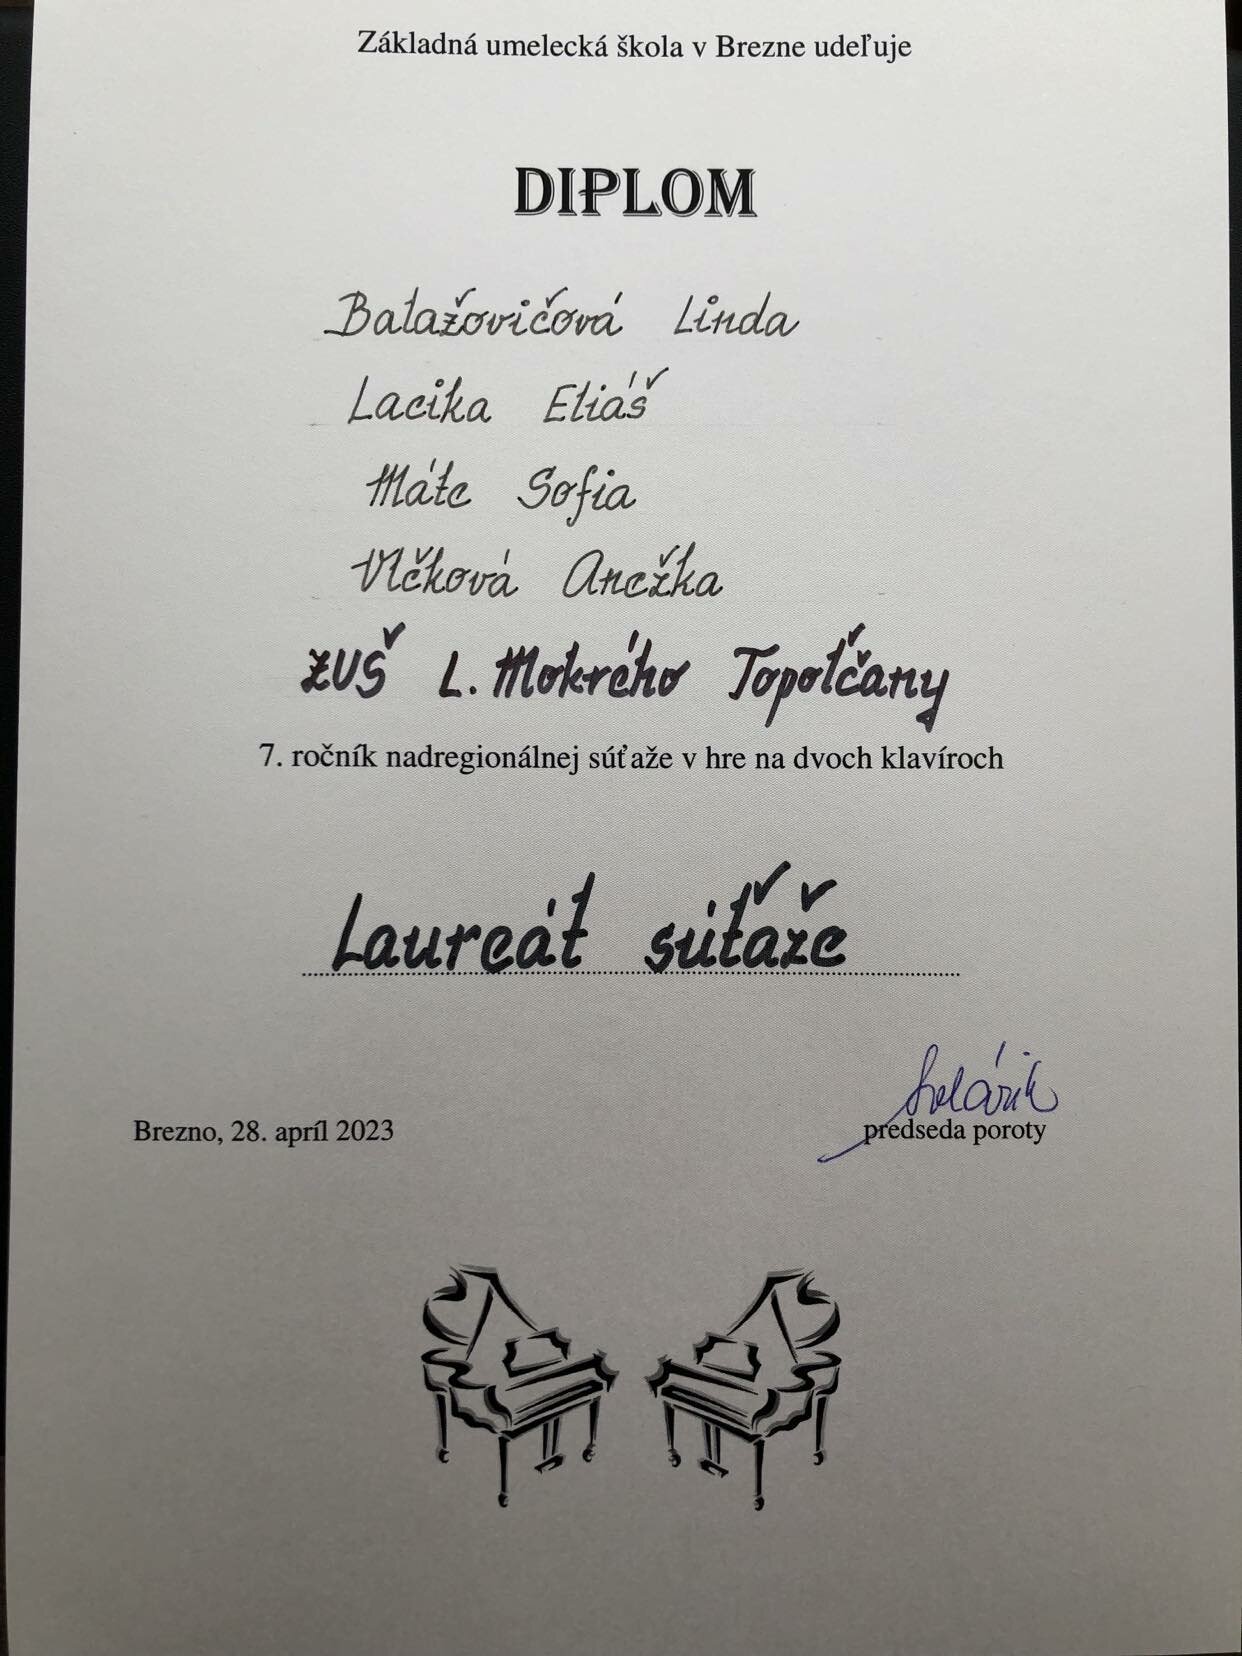 Základná umelecká škola v Brezne udeľuje
DIPLOM
Balažovičová Linda
Lacika Eliáš
Máte Sofia
Vlčková Anežka
ZUŠ L. Mokrého Topoľčany
7. ročník nadregionálnej súťaže v hre na dvoch klavíroch
Laureát súťaže
Brezno, 28. apríl 2023
predseda poroty